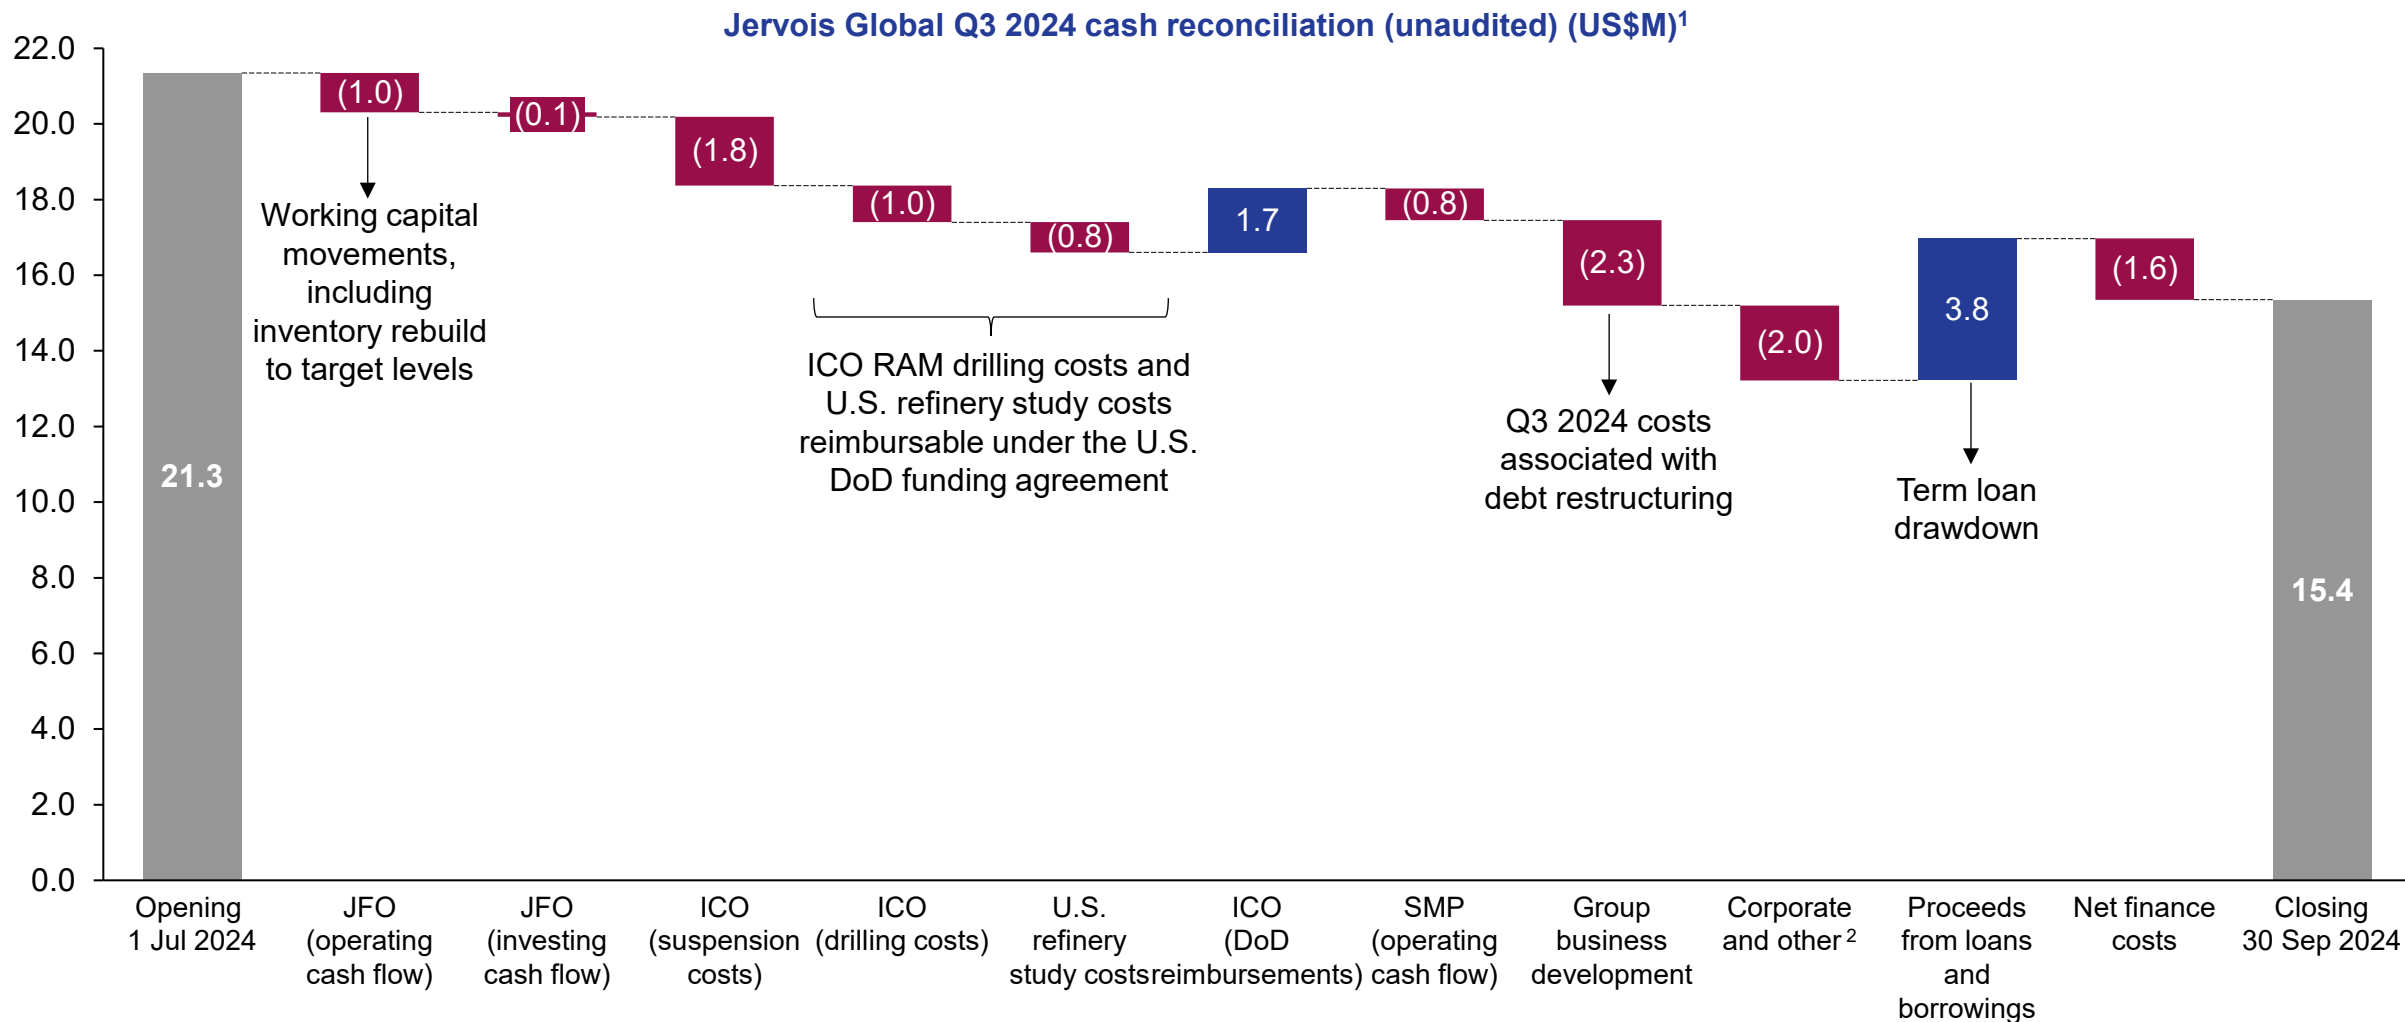 Jervois Global Q3 2024 cash reconciliation (unaudited) (US$M)1
22.0
20.0
18.0
16.0
14.0
12.0
10.0
8.0
6.0
4.0
2.0
0.0
21.3
(1.0)
(0.1)
(1.8)
(1.0)
(0.8)
1.7
(0.8)
(2.3)
(2.0)
3.8
(1.6)
15.4
Working capital
movements,
including
inventory rebuild
to target levels
ICO RAM drilling costs and
U.S. refinery study costs
reimbursable under the U.S.
DoD funding agreement
Q3 2024 costs
associated with
debt restructuring
Term loan
drawdown
Opening
1 Jul 2024
JFO
(operating
cash flow)
JFO
(investing
cash flow)
ICO
(suspension
costs)
ICO
(drilling costs)
U.S.
refinery
study costs
ICO
(DoD
reimbursements)
SMP
(operating
cash flow)
Group
business
development
Corporate
and other 2
Proceeds
from loans
and
borrowings
Net finance
costs
Closing
30 Sep 2024